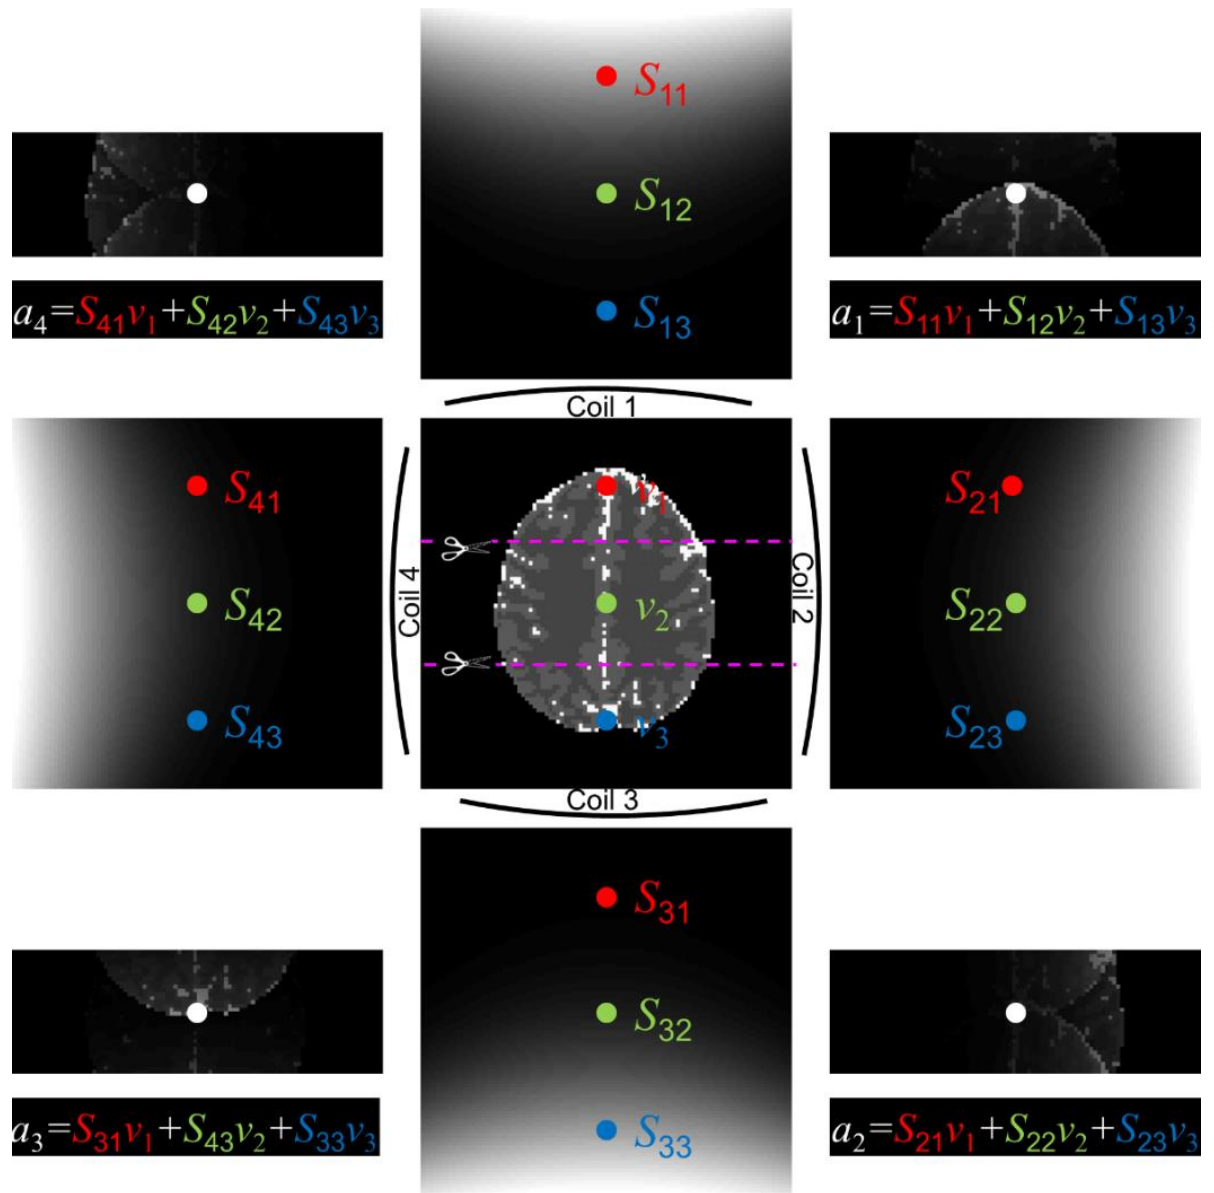 S₁₁
S₁₂
S₁₃
a₄=S₄₁v₁+S₄₂v₂+S₄₃v₃
a₁=S₁₁v₁+S₁₂v₂+S₁₃v₃
Coil 1
S₄₁
S₄₂
S₄₃
Coil 4
v₁
v₂
v₃
Coil 2
S₂₁
S₂₂
S₂₃
Coil 3
S₃₁
S₃₂
S₃₃
a₃=S₃₁v₁+S₄₃v₂+S₃₃v₃
a₂=S₂₁v₁+S₂₂v₂+S₂₃v₃